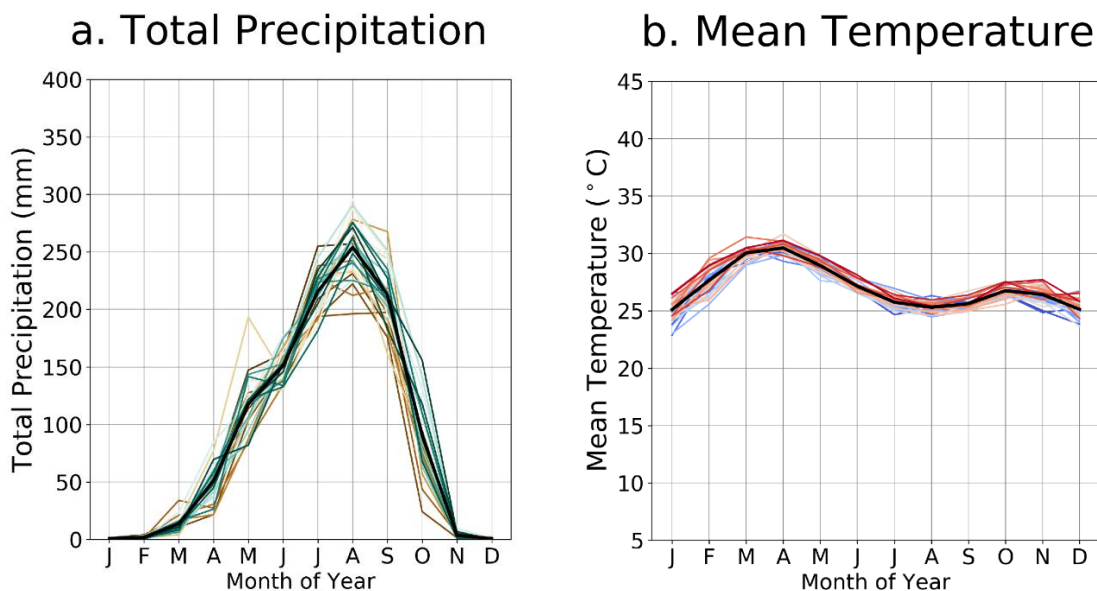 a. Total Precipitation
400
350
300
250
200
150
100
50
0
Total Precipitation (mm)
J F M A M J J A S O N D
Month of Year
b. Mean Temperature
45
40
35
30
25
20
15
10
5
Mean Temperature (°C)
J F M A M J J A S O N D
Month of Year